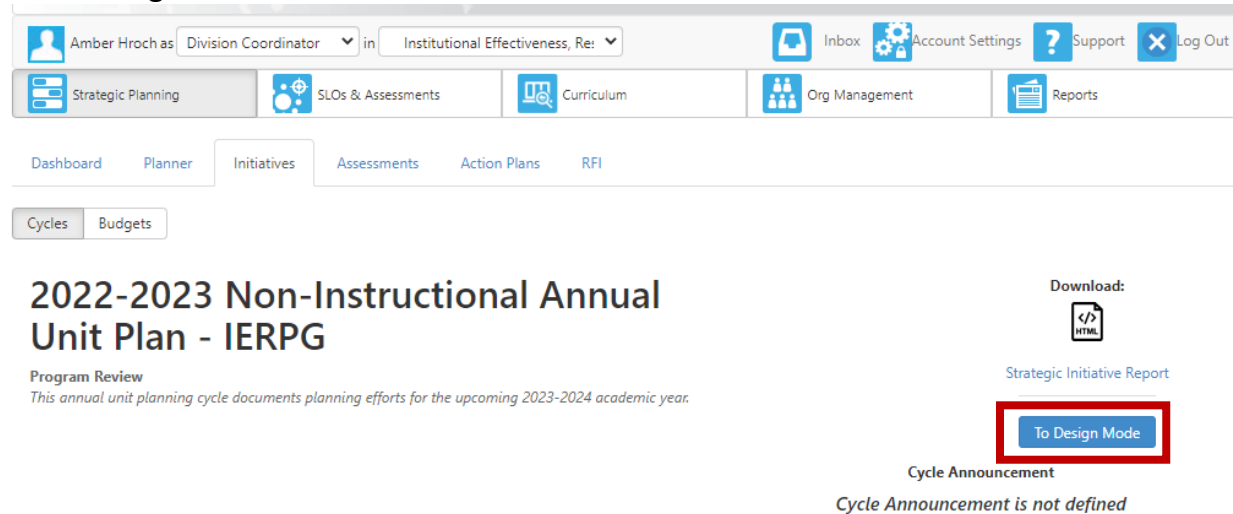 Amber Hroch as Division Coordinator in Institutional Effectiveness, Re: Inbox Account Settings ? Support Log Out
Strategic Planning SLOs & Assessments Curriculum Org Management Reports
Dashboard Planner Initiatives Assessments Action Plans RFI
Cycles Budgets
2022-2023 Non-Instructional Annual
Unit Plan - IERPG
Program Review
This annual unit planning cycle documents planning efforts for the upcoming 2023-2024 academic year.
Download:
</>
HTML
Strategic Initiative Report
To Design Mode
Cycle Announcement
Cycle Announcement is not defined